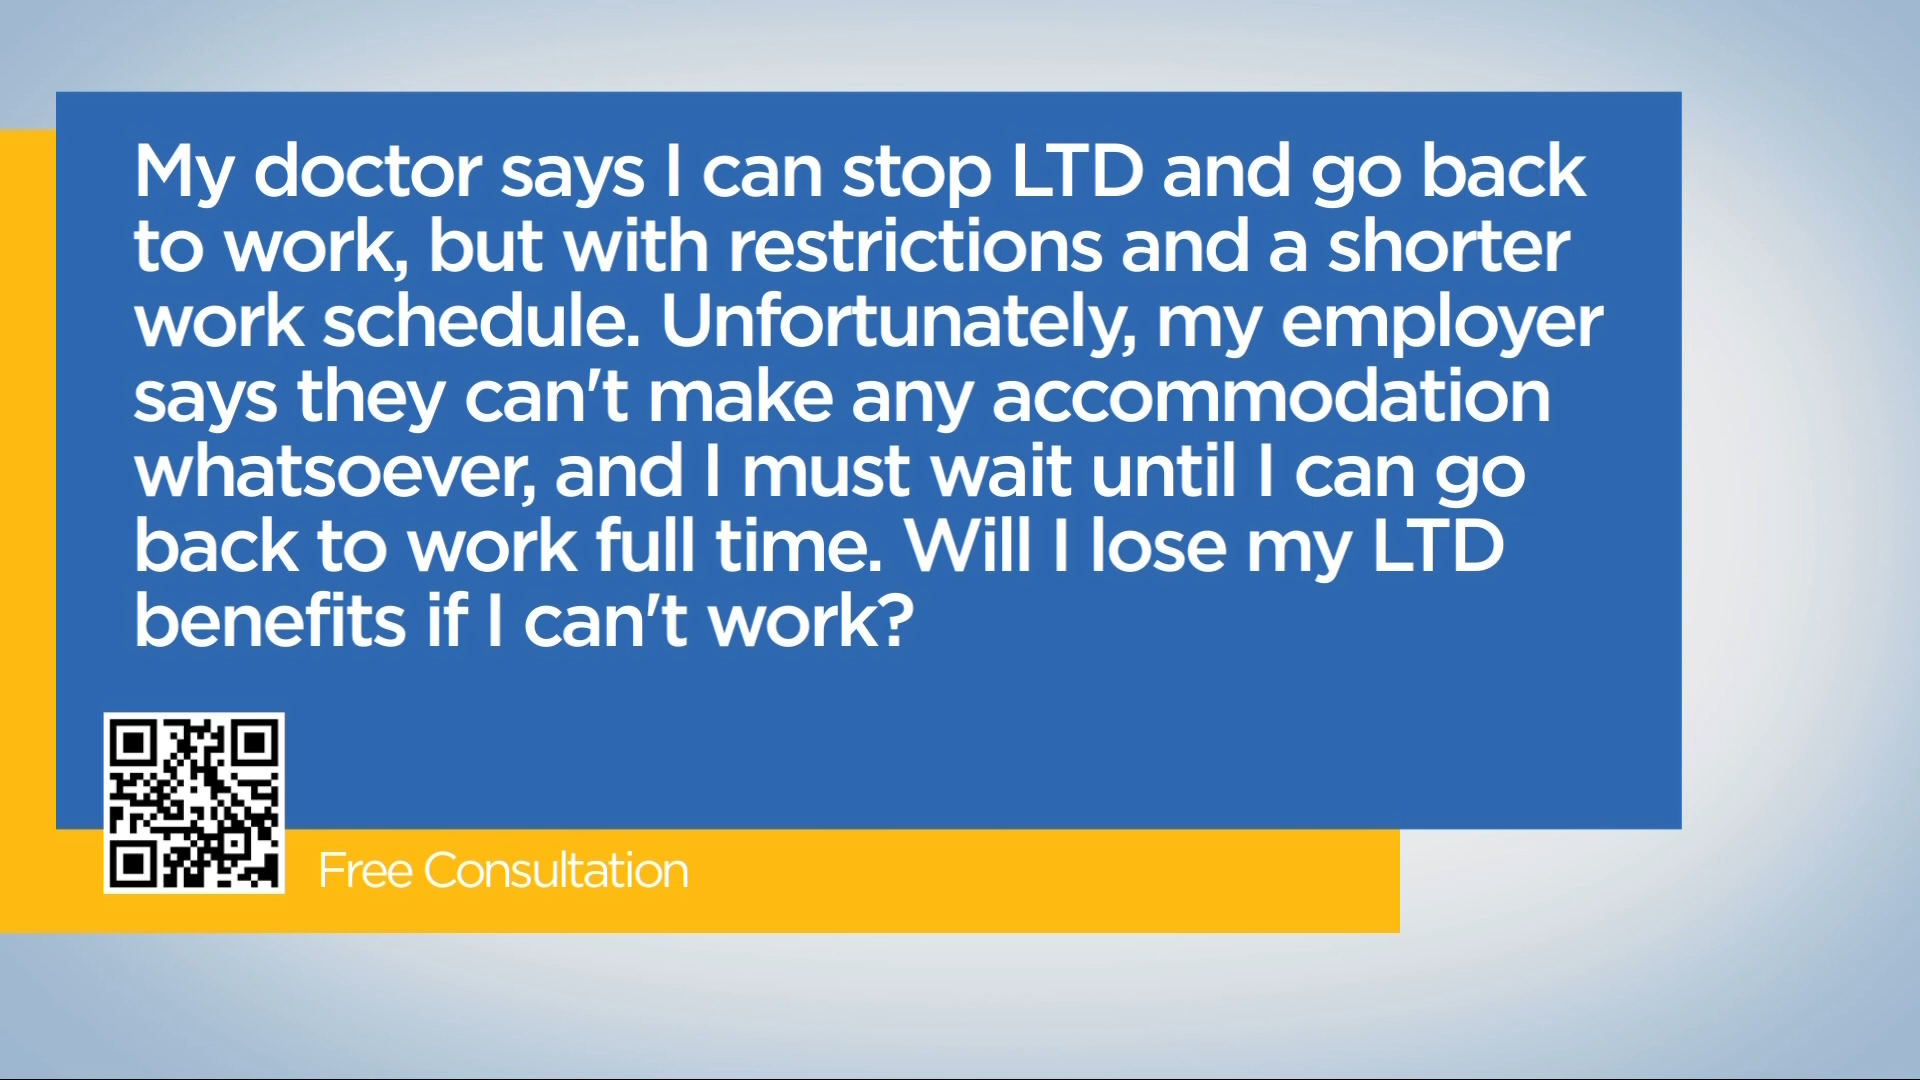 My doctor says I can stop LTD and go back
to work, but with restrictions and a shorter
work schedule. Unfortunately, my employer
says they can't make any accommodation
whatsoever, and I must wait until I can go
back to work full time. Will I lose my LTD
benefits if I can't work?
Free Consultation